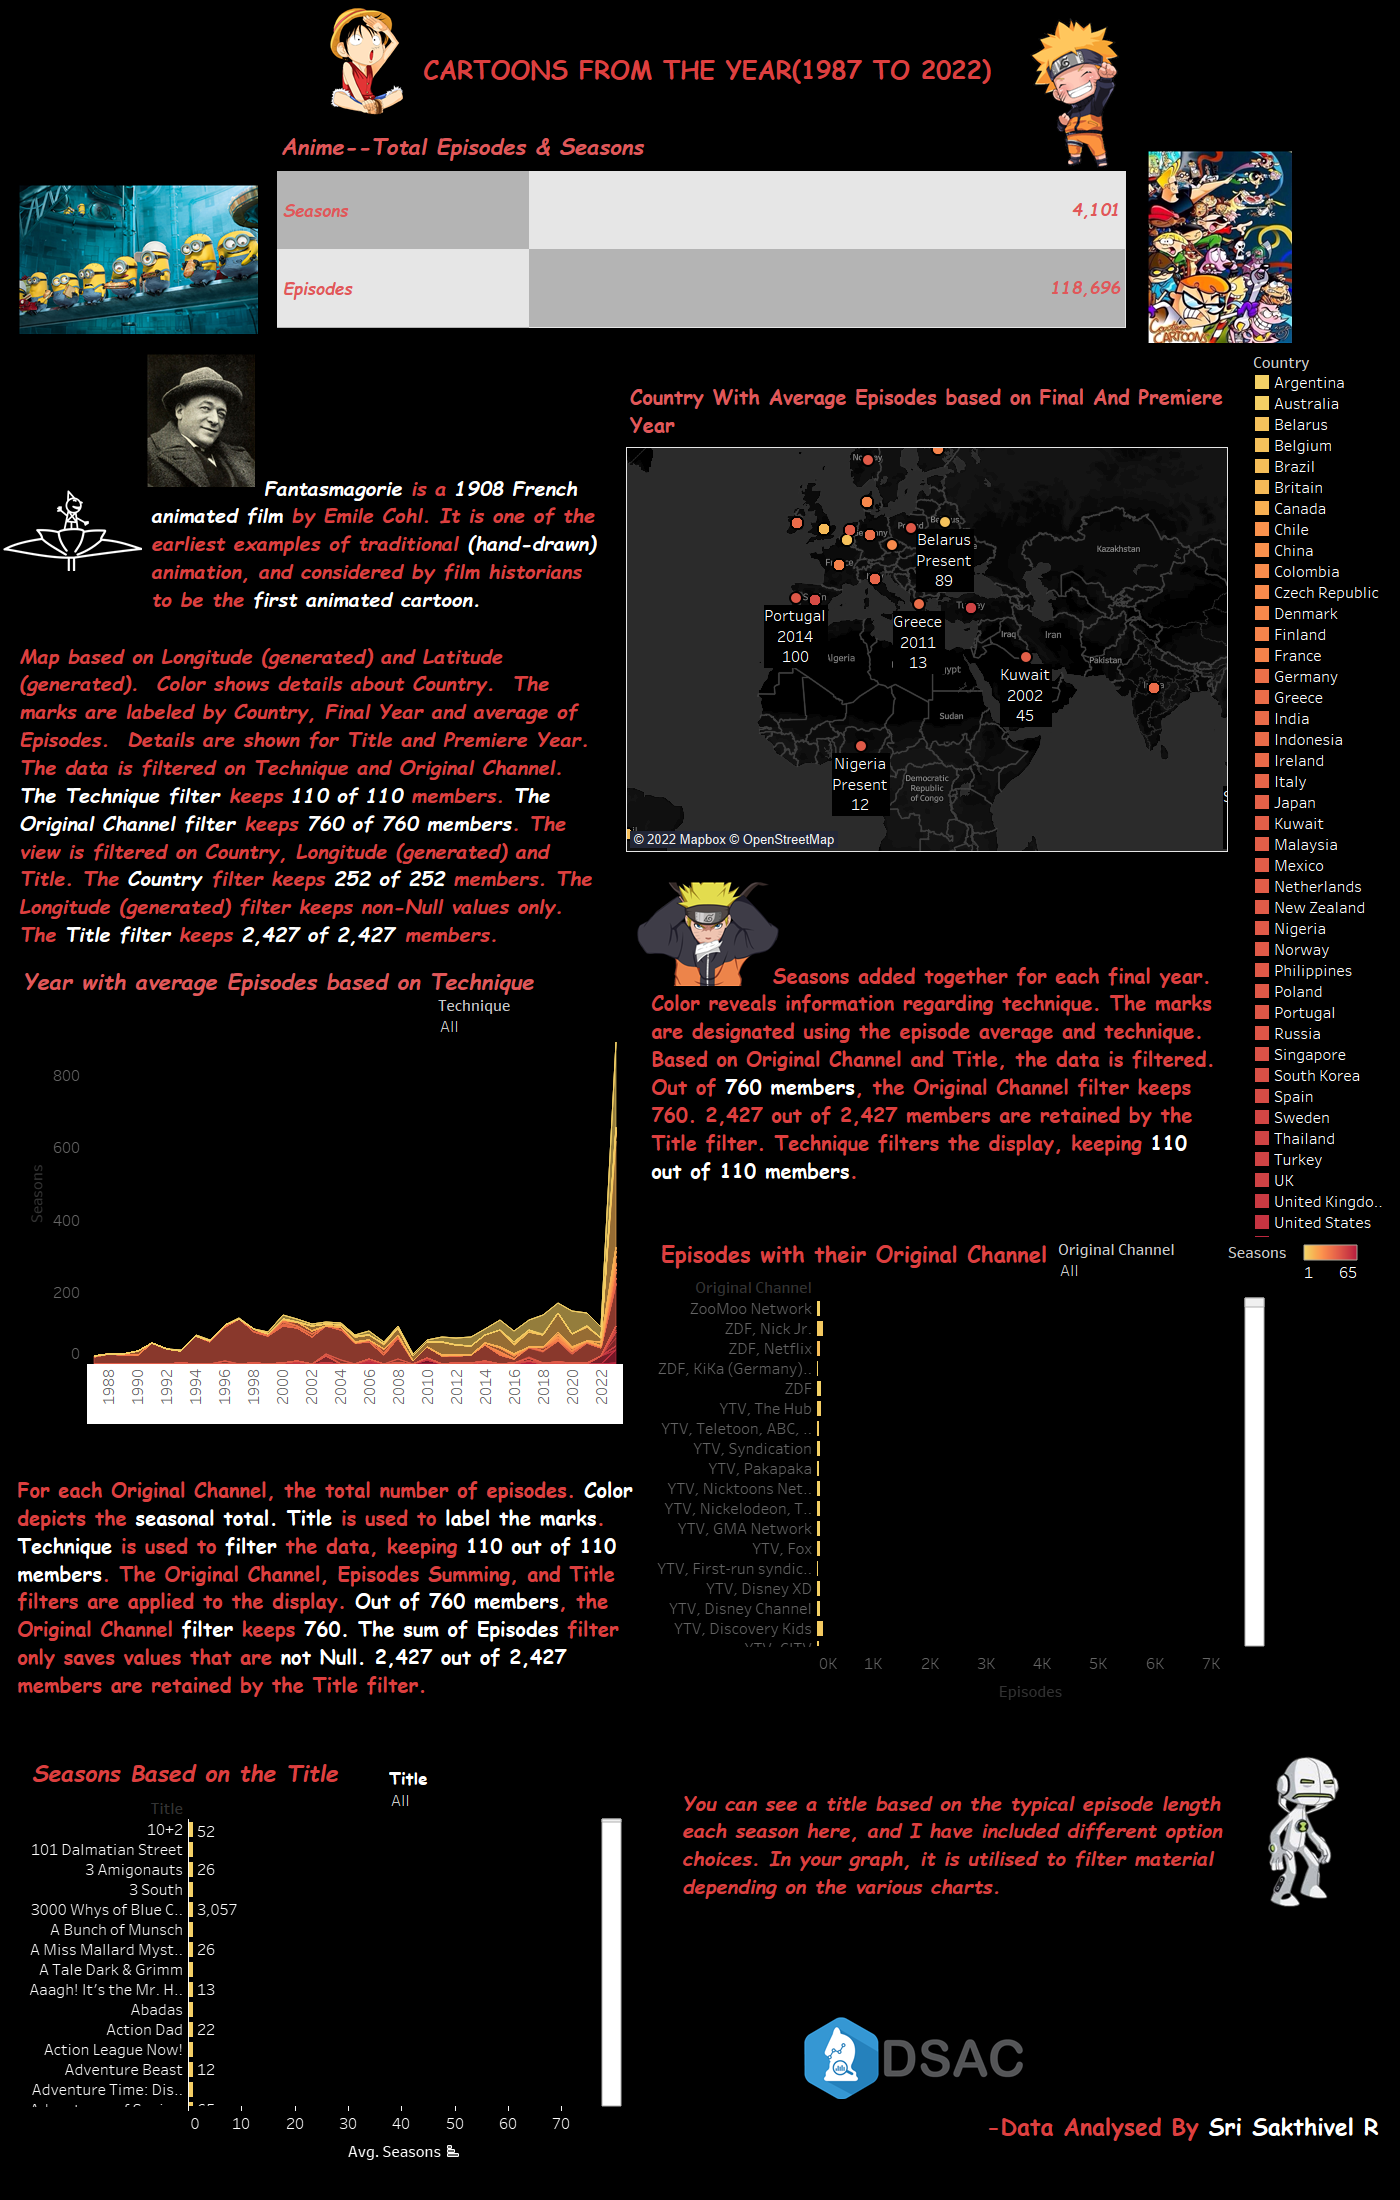 CARTOONS FROM THE YEAR(1987 TO 2022)
Anime--Total Episodes & Seasons
Seasons 4,101
Episodes 118,696
Fantasmagorie is a 1908 French
animated film by Emile Cohl. It is one of the
earliest examples of traditional (hand-drawn)
animation, and considered by film historians
to be the first animated cartoon.
Map based on Longitude (generated) and Latitude
(generated).  Color shows details about Country.  The
marks are labeled by Country, Final Year and average of
Episodes.  Details are shown for Title and Premiere Year.
The data is filtered on Technique and Original Channel.
The Technique filter keeps 110 of 110 members. The
Original Channel filter keeps 760 of 760 members. The
view is filtered on Country, Longitude (generated) and
Title. The Country filter keeps 252 of 252 members. The
Longitude (generated) filter keeps non-Null values only.
The Title filter keeps 2,427 of 2,427 members.
Country With Average Episodes based on Final And Premiere
Year
Kazakhstan
Belarus
Present
89
Portugal
2014
100
Greece
2011
13
Iraq
Iran
Pakistan
Algeria
Kuwait
2002
45
Sudan
Nigeria
Present
12
Democratic
Republic
of Congo
© 2022 Mapbox © OpenStreetMap
Country
Argentina
Australia
Belarus
Belgium
Brazil
Britain
Canada
Chile
China
Colombia
Czech Republic
Denmark
Finland
France
Germany
Greece
India
Indonesia
Ireland
Italy
Japan
Kuwait
Malaysia
Mexico
Netherlands
New Zealand
Nigeria
Norway
Philippines
Poland
Portugal
Russia
Singapore
South Korea
Spain
Sweden
Thailand
Turkey
UK
United Kingdo..
United States
Seasons added together for each final year.
Color reveals information regarding technique. The marks
are designated using the episode average and technique.
Based on Original Channel and Title, the data is filtered.
Out of 760 members, the Original Channel filter keeps
760. 2,427 out of 2,427 members are retained by the
Title filter. Technique filters the display, keeping 110
out of 110 members.
Year with average Episodes based on Technique
Technique
All
800
600
400
200
0
Seasons
1988 1990 1992 1994 1996 1998 2000 2002 2004 2006 2008 2010 2012 2014 2016 2018 2020 2022
Episodes with their Original Channel
Original Channel
All
Seasons
1 65
Original Channel
ZooMoo Network
ZDF, Nick Jr.
ZDF, Netflix
ZDF, KiKa (Germany)..
ZDF
YTV, The Hub
YTV, Teletoon, ABC, ..
YTV, Syndication
YTV, Pakapaka
YTV, Nicktoons Net..
YTV, Nickelodeon, T..
YTV, GMA Network
YTV, Fox
YTV, First-run syndic..
YTV, Disney XD
YTV, Disney Channel
YTV, Discovery Kids
0K 1K 2K 3K 4K 5K 6K 7K
Episodes
For each Original Channel, the total number of episodes. Color
depicts the seasonal total. Title is used to label the marks.
Technique is used to filter the data, keeping 110 out of 110
members. The Original Channel, Episodes Summing, and Title
filters are applied to the display. Out of 760 members, the
Original Channel filter keeps 760. The sum of Episodes filter
only saves values that are not Null. 2,427 out of 2,427
members are retained by the Title filter.
Seasons Based on the Title
Title
All
Title
10+2 52
101 Dalmatian Street
3 Amigonauts 26
3 South
3000 Whys of Blue C.. 3,057
A Bunch of Munsch
A Miss Mallard Myst.. 26
A Tale Dark & Grimm
Aaagh! It's the Mr. H.. 13
Abadas
Action Dad 22
Action League Now!
Adventure Beast 12
Adventure Time: Dis..
0 10 20 30 40 50 60 70
Avg. Seasons
You can see a title based on the typical episode length
each season here, and I have included different option
choices. In your graph, it is utilised to filter material
depending on the various charts.
DSAC
-Data Analysed By Sri Sakthivel R